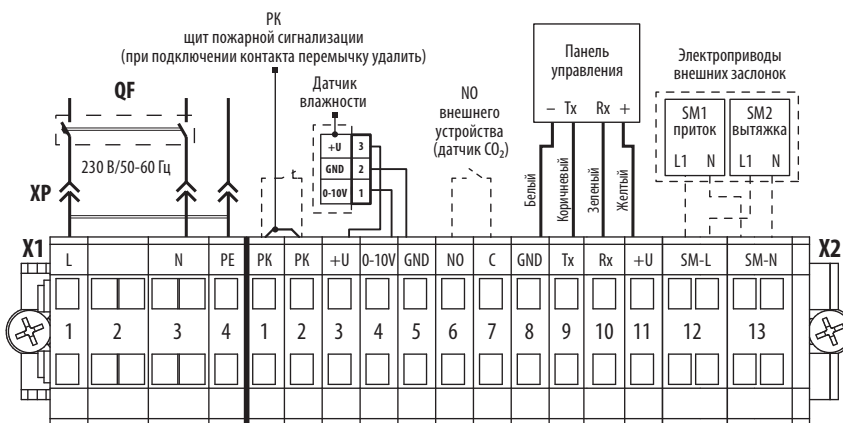 РК
щит пожарной сигнализации
(при подключении контакта перемычку удалить)
QF
230 В/50-60 Гц
XP
Датчик
влажности
+U 3
GND 2
0-10V 1
NO
внешнего
устройства
(датчик CO₂)
Панель
управления
– Tx Rx +
Белый
Коричневый
Зеленый
Желтый
Электроприводы
внешних заслонок
SM1
приток
L1 N
SM2
вытяжка
L1 N
X1
X2
L N PE PK PK +U 0-10V GND NO C GND Tx Rx +U SM-L SM-N
1 2 3 4 1 2 3 4 5 6 7 8 9 10 11 12 13